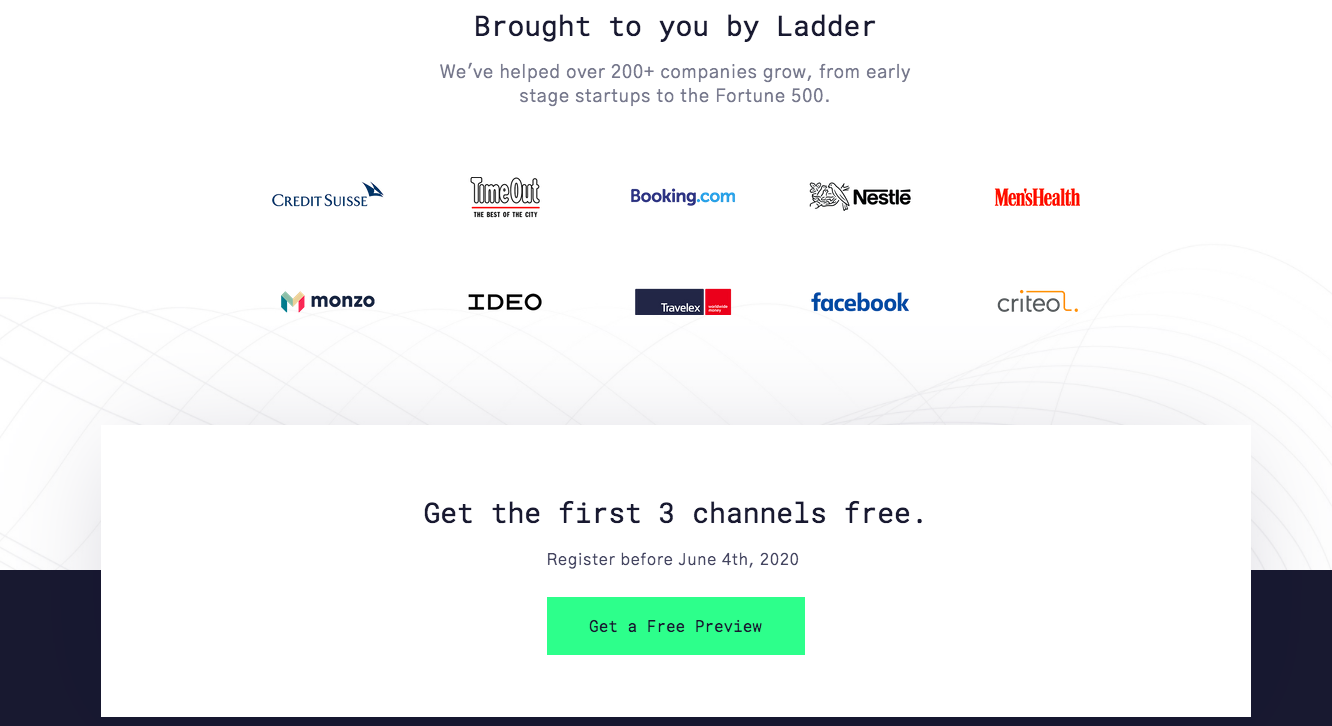 Brought to you by Ladder
We've helped over 200+ companies grow, from early
stage startups to the Fortune 500.
CREDIT SUISSE
TimeOut
THE BEST OF THE CITY
Booking.com
Nestlé
Men'sHealth
monzo
IDEO
Travelex
worldwide
money
facebook
criteo
Get the first 3 channels free.
Register before June 4th, 2020
Get a Free Preview